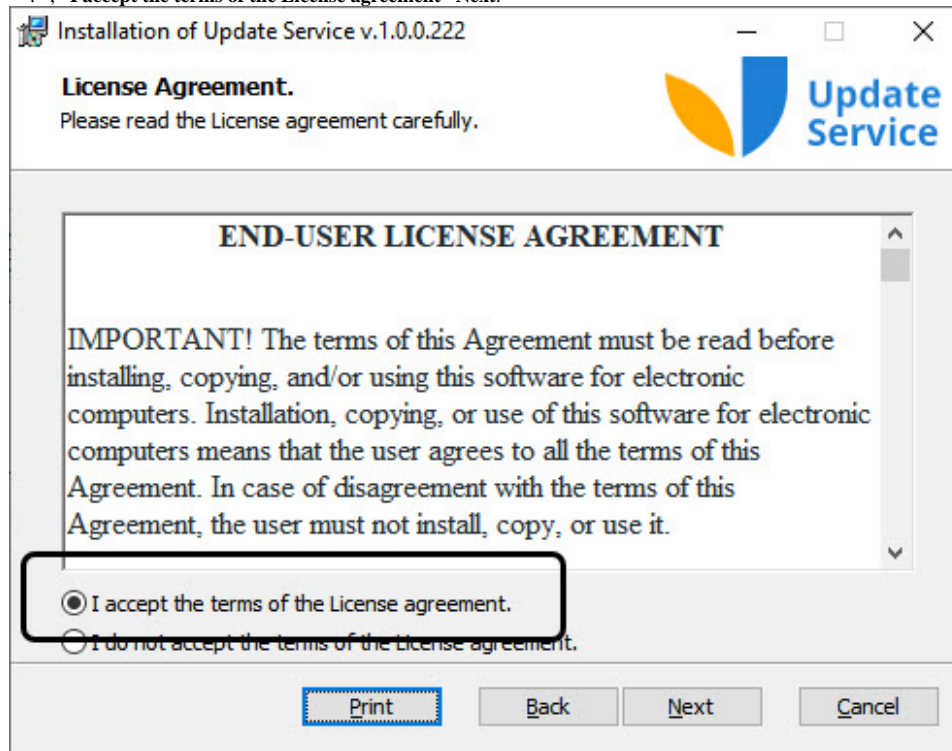 I accept the terms of the License agreement Next.
Installation of Update Service v.1.0.0.222
License Agreement.
Please read the License agreement carefully.
Update
Service
END-USER LICENSE AGREEMENT
IMPORTANT! The terms of this Agreement must be read before
installing, copying, and/or using this software for electronic
computers. Installation, copying, or use of this software for electronic
computers means that the user agrees to all the terms of this
Agreement. In case of disagreement with the terms of this
Agreement, the user must not install, copy, or use it.
I accept the terms of the License agreement.
I do not accept the terms of the License agreement.
Print Back Next Cancel